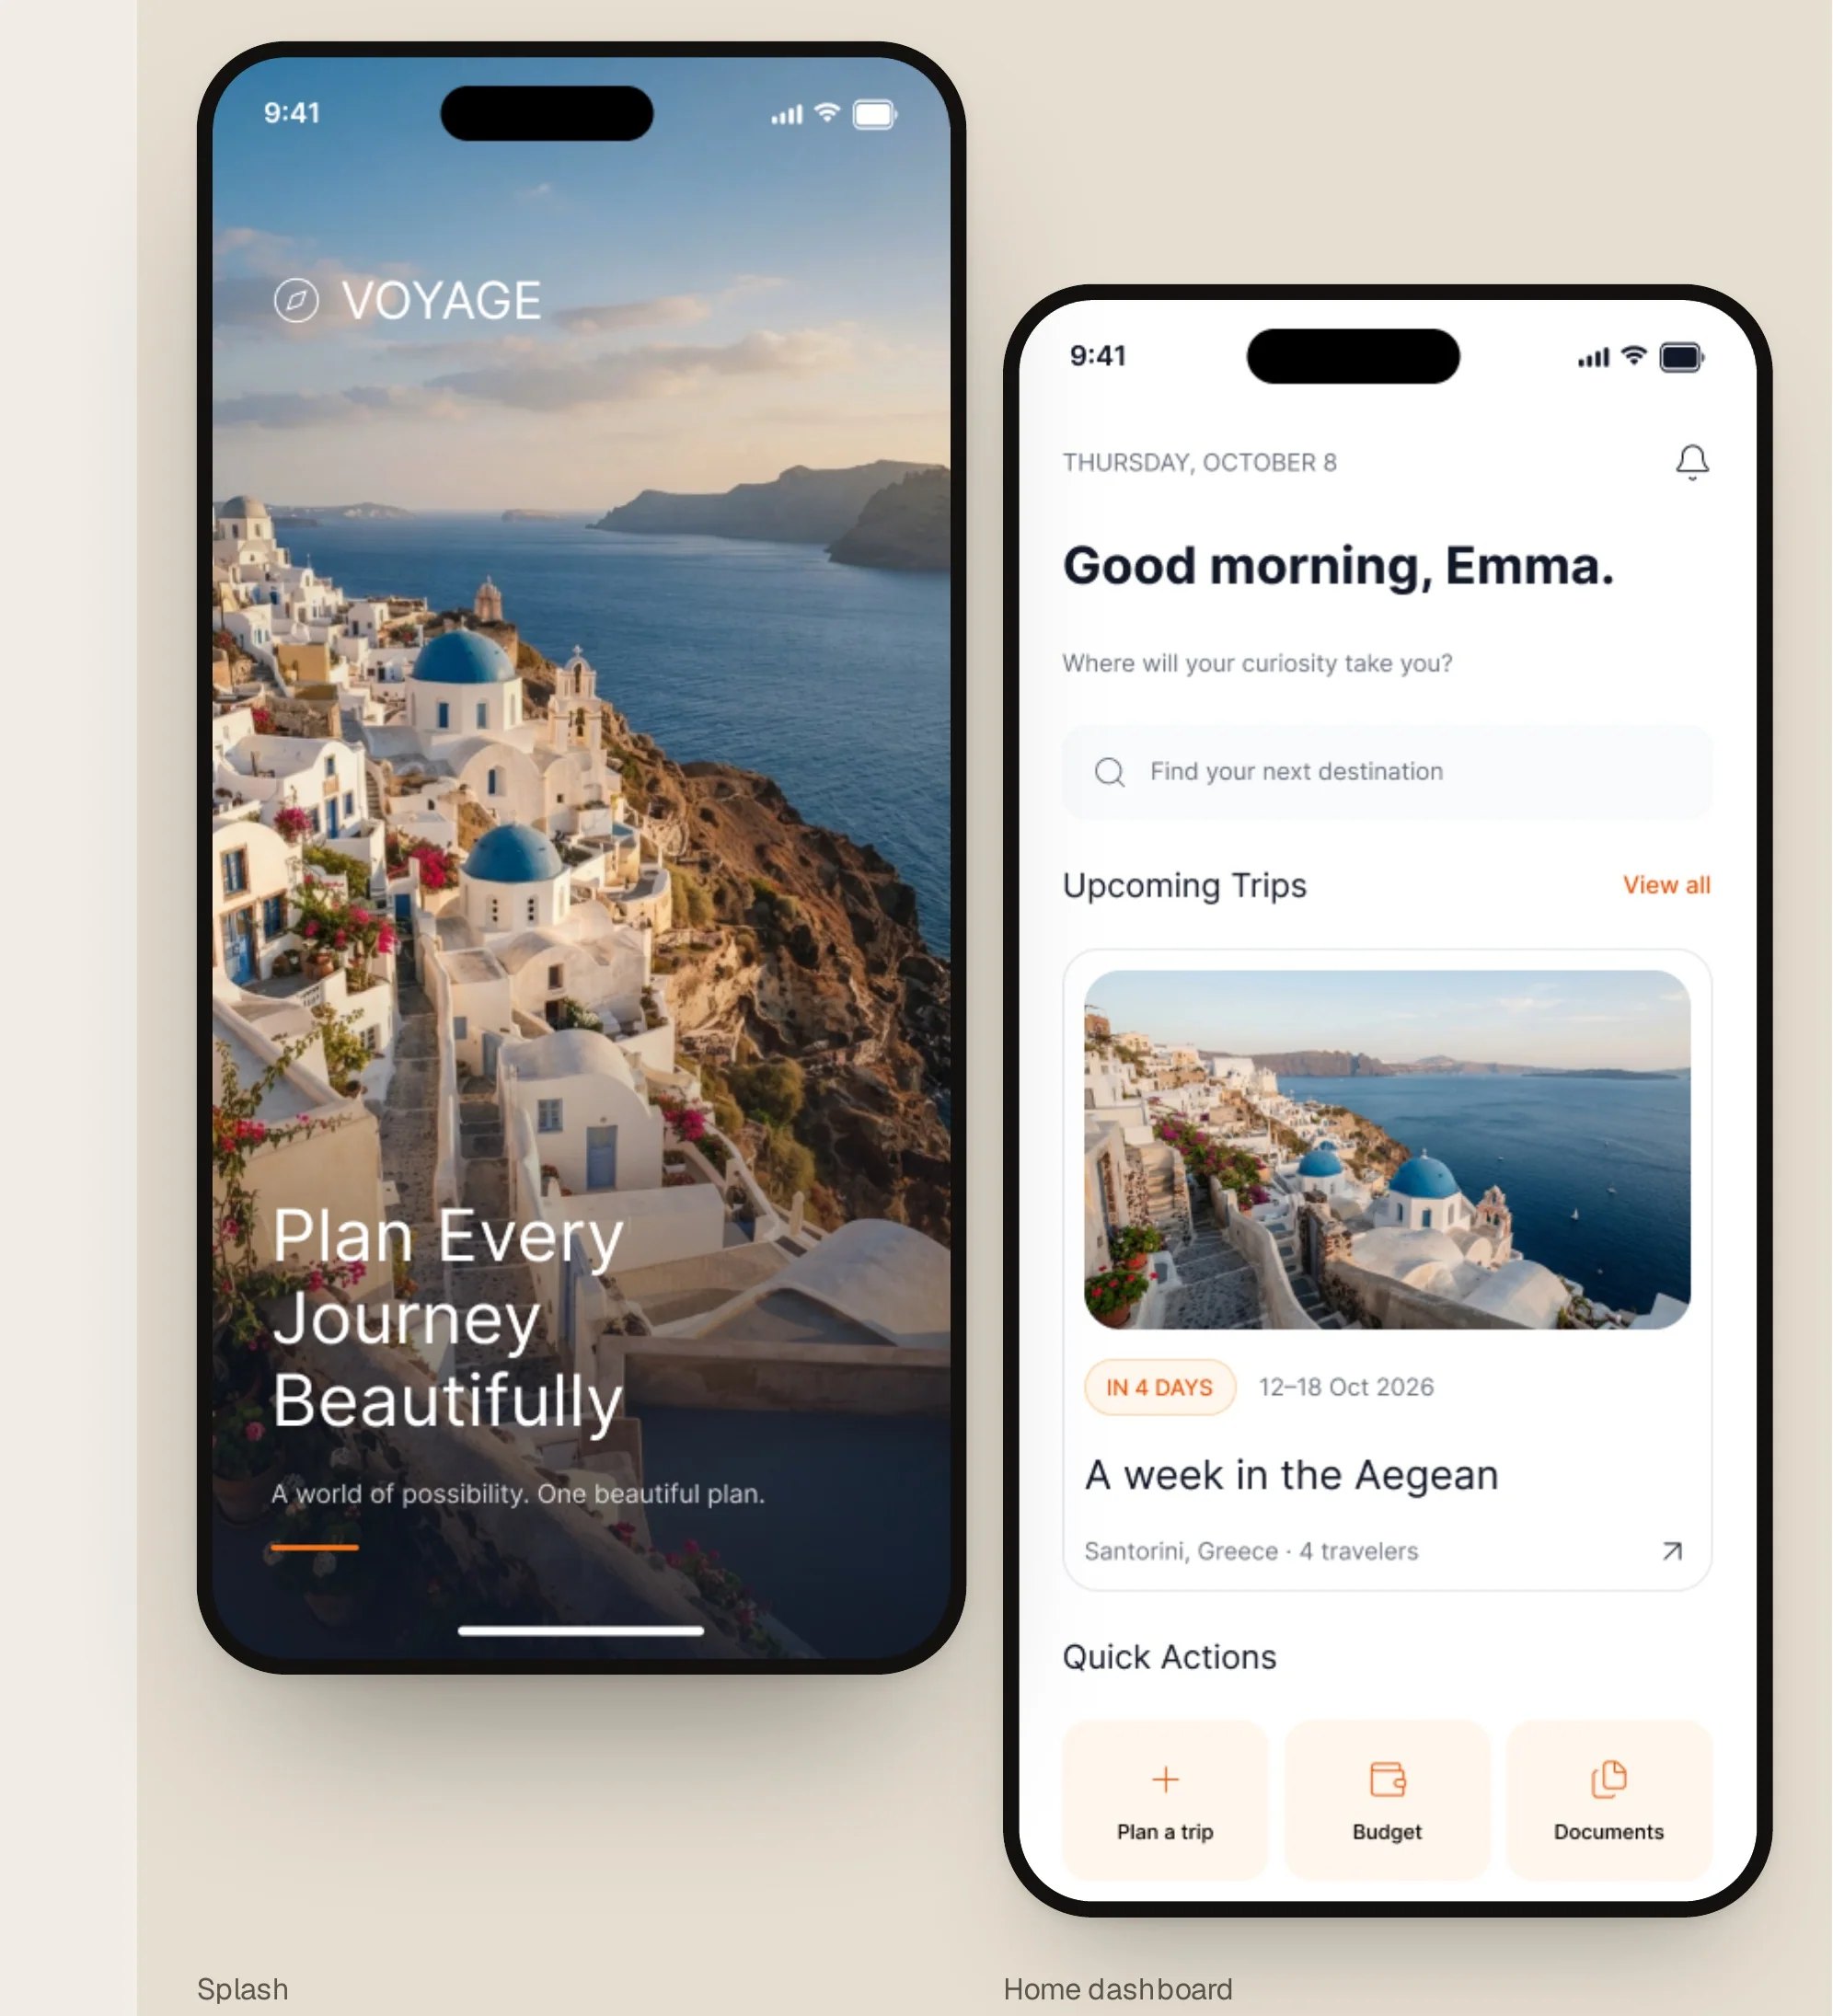 9:41
VOYAGE
Plan Every
Journey
Beautifully
A world of possibility. One beautiful plan.
Splash
9:41
THURSDAY, OCTOBER 8
Good morning, Emma.
Where will your curiosity take you?
Find your next destination
Upcoming Trips
View all
IN 4 DAYS
12–18 Oct 2026
A week in the Aegean
Santorini, Greece · 4 travelers
Quick Actions
Plan a trip
Budget
Documents
Home dashboard